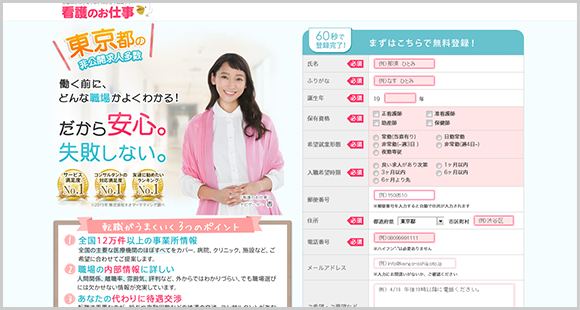 看護のお仕事
東京都の
非公開求人多数
働く前に、
どんな職場かよくわかる!
だから安心。
失敗しない。
サービス
満足度
No.1
コンサルタントの
対応満足度
No.1
友達に勧めたい
ランキング
No.1
看護のお仕事
転職がうまくいく3つのポイント
1 全国12万件以上の事業所情報
全国の主要な医療機関のほぼすべてをカバー。病院、クリニック、施設など、ご
希望に合わせてご提案します。
2 職場の内部情報に詳しい
人間関係、離職率、雰囲気、評判など、外からではわかりづらい、でも職場選び
には欠かせない情報が充実しています。
3 あなたの代わりに待遇交渉
60秒で
登録完了!
まずはこちらで無料登録!
氏名 必須 (例)那須 ひとみ
ふりがな 必須 (例)なす ひとみ
誕生年 必須 19 年
保有資格 必須 正看護師 准看護師
助産師 保健師
希望就業形態 必須 常勤(当直有り) 日勤常勤
非常勤(-週3日) 非常勤(週4日-)
夜勤専従
入職希望時期 必須 良い求人があり次第 1ヶ月以内
3ヶ月以内 6ヶ月以内
6ヶ月より先
郵便番号 (例)1500510
※郵便番号を入力すると自動で住所が入力されます
住所 必須 都道府県 東京都 市区町村 (例)渋谷区
電話番号 必須 (例)08000001111
※ハイフン"-"は必要ありません
メールアドレス
※入力にお間違いがないか、ご確認ください
例) 4/18 午後19時以降に電話ください。